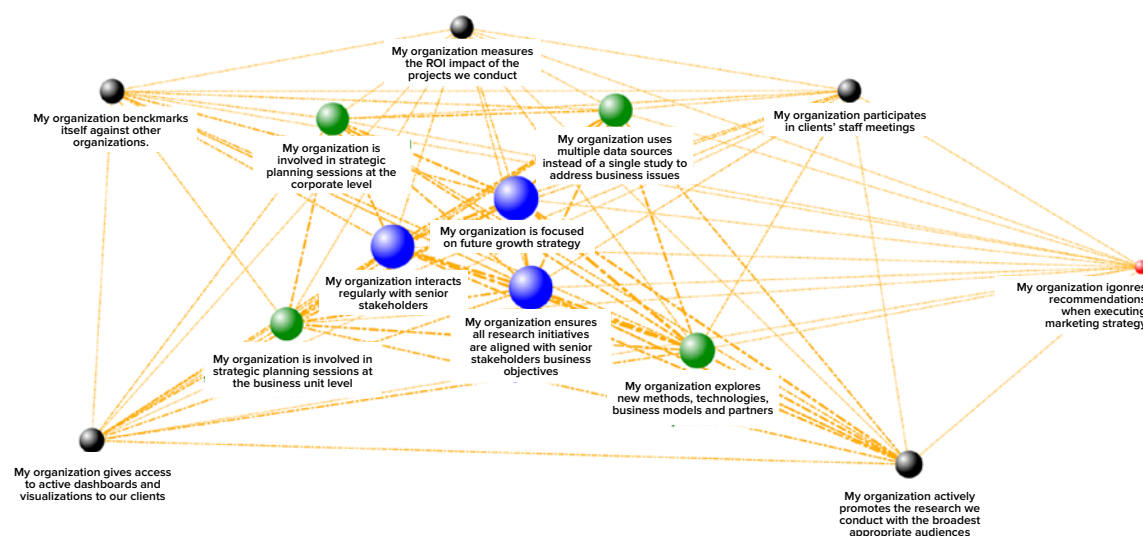 My organization measures
the ROI impact of the
projects we conduct
My organization benckmarks
itself against other
organizations.
My organization participates
in clients' staff meetings
My organization is
involved in strategic
planning sessions at the
corporate level
My organization uses
multiple data sources
instead of a single study to
address business issues
My organization is focused
on future growth strategy
My organization interacts
regularly with senior
stakeholders
My organization igonres
recommendations
when executing
marketing strategy
My organization ensures
all research initiatives
are aligned with senior
stakeholders business
objectives
My organization is involved in
strategic planning sessions at
the business unit level
My organization explores
new methods, technologies,
business models and partners
My organization gives access
to active dashboards and
visualizations to our clients
My organization actively
promotes the research we
conduct with the broadest
appropriate audiences